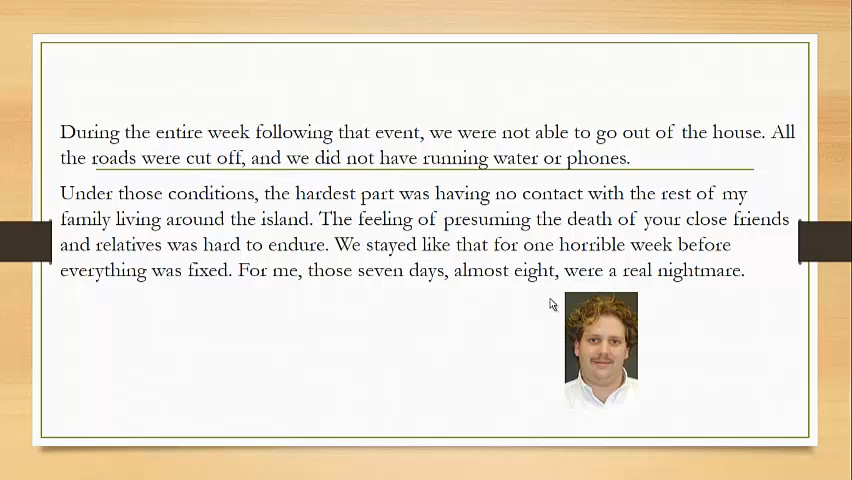 During the entire week following that event, we were not able to go out of the house. All
the roads were cut off, and we did not have running water or phones.
Under those conditions, the hardest part was having no contact with the rest of my
family living around the island. The feeling of presuming the death of your close friends
and relatives was hard to endure. We stayed like that for one horrible week before
everything was fixed. For me, those seven days, almost eight, were a real nightmare.